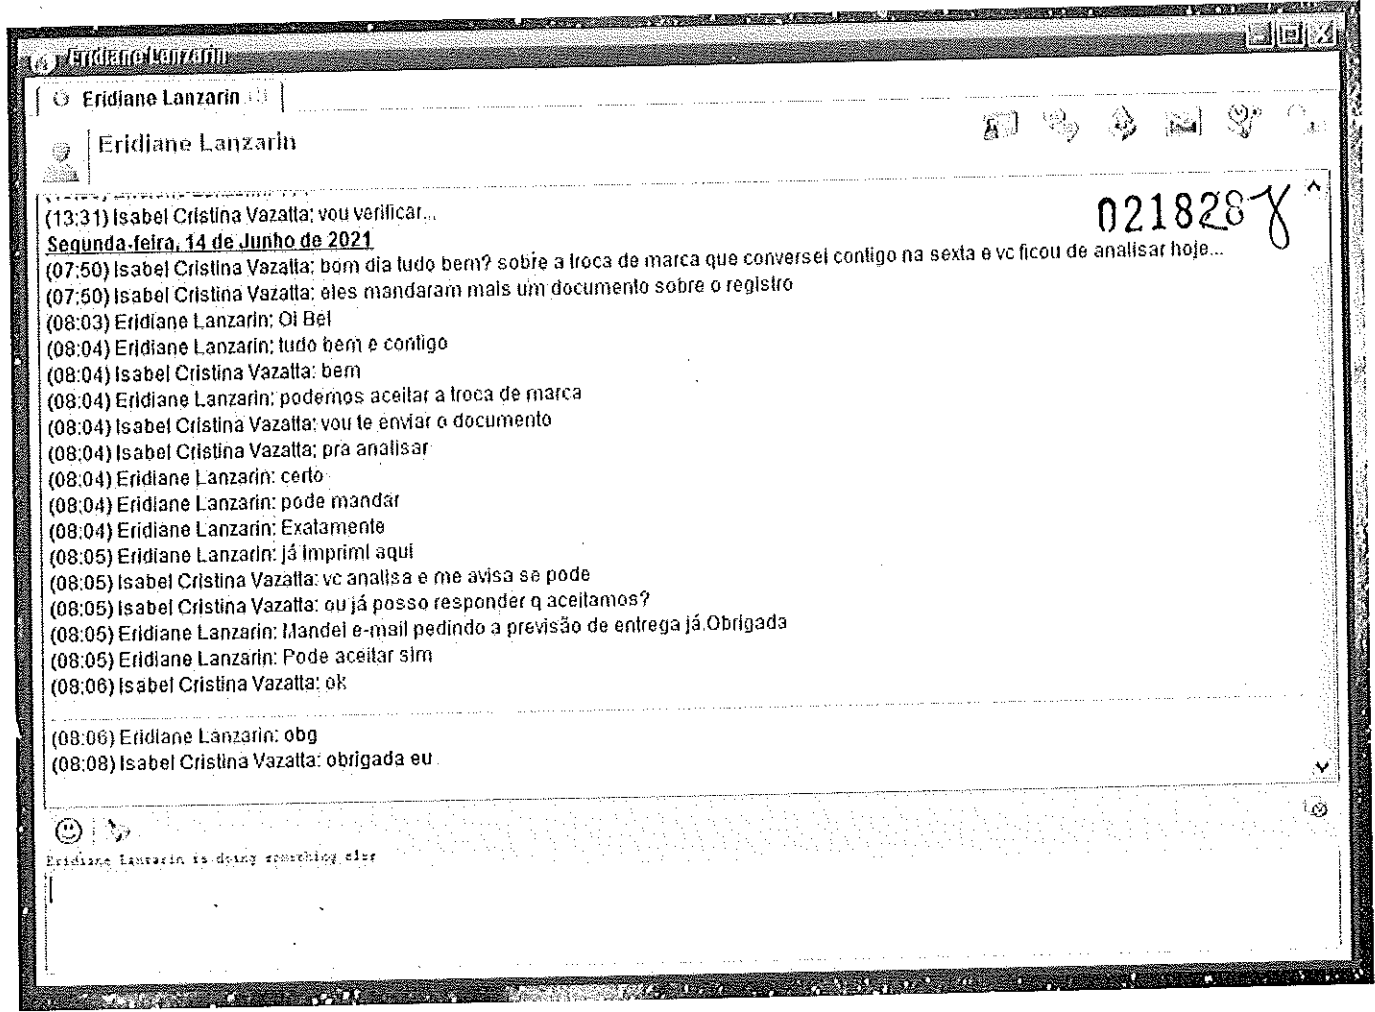 Eridiane Lanzarin
Eridiane Lanzarin
Eridiane Lanzarin
021828
(13:31) Isabel Cristina Vazatta: vou verificar...
Segunda-feira, 14 de Junho de 2021
(07:50) Isabel Cristina Vazatta: bom dia tudo bem? sobre a troca de marca que conversei contigo na sexta e vc ficou de analisar hoje...
(07:50) Isabel Cristina Vazatta: eles mandaram mais um documento sobre o registro
(08:03) Eridiane Lanzarin: Oi Bel
(08:04) Eridiane Lanzarin: tudo bem e contigo
(08:04) Isabel Cristina Vazatta: bem
(08:04) Eridiane Lanzarin: podemos aceitar a troca de marca
(08:04) Isabel Cristina Vazatta: vou te enviar o documento
(08:04) Isabel Cristina Vazatta: pra analisar
(08:04) Eridiane Lanzarin: certo
(08:04) Eridiane Lanzarin: pode mandar
(08:04) Eridiane Lanzarin: Exatamente
(08:05) Eridiane Lanzarin: já imprimi aqui
(08:05) Isabel Cristina Vazatta: vc analisa e me avisa se pode
(08:05) Isabel Cristina Vazatta: ou já posso responder q aceitamos?
(08:05) Eridiane Lanzarin: Mandei e-mail pedindo a previsão de entrega já.Obrigada
(08:05) Eridiane Lanzarin: Pode aceitar sim
(08:06) Isabel Cristina Vazatta: ok
(08:06) Eridiane Lanzarin: obg
(08:08) Isabel Cristina Vazatta: obrigada eu
Eridiane Lanzarin is doing something else